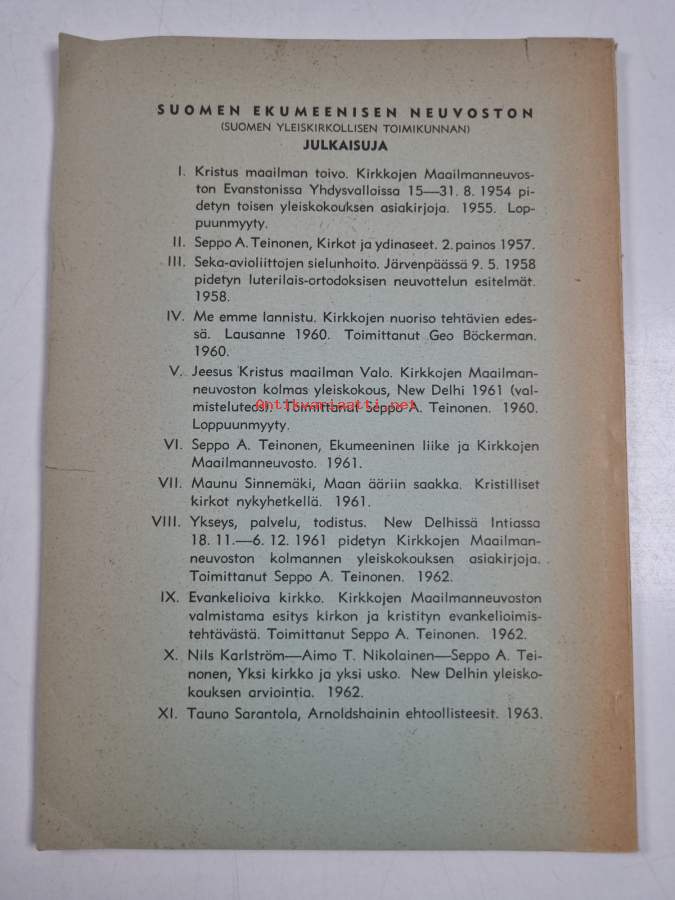 SUOMEN EKUMEENISEN NEUVOSTON
(SUOMEN YLEISKIRKOLLISEN TOIMIKUNNAN)
JULKAISUJA
I. Kristus maailman toivo. Kirkkojen Maailmanneuvos-
ton Evanstonissa Yhdysvalloissa 15—31. 8. 1954 pi-
detyn toisen yleiskokouksen asiakirjoja. 1955. Lop-
puunmyyty.
II. Seppo A. Teinonen, Kirkot ja ydinaseet. 2. painos 1957.
III. Seka-avioliittojen sielunhoito. Järvenpäässä 9. 5. 1958
pidetyn luterilais-ortodoksisen neuvottelun esitelmät.
1958.
IV. Me emme lannistu. Kirkkojen nuoriso tehtävien edes-
sä. Lausanne 1960. Toimittanut Geo Böckerman.
1960.
V. Jeesus Kristus maailman Valo. Kirkkojen Maailman-
neuvoston kolmas yleiskokous, New Delhi 1961 (val-
misteluteos). Toimittanut Seppo A. Teinonen. 1960.
Antikvariaatti.net
Loppuunmyyty.
VI. Seppo A. Teinonen, Ekumeeninen liike ja Kirkkojen
Maailmanneuvosto. 1961.
VII. Maunu Sinnemäki, Maan ääriin saakka. Kristilliset
kirkot nykyhetkellä. 1961.
VIII. Ykseys, palvelu, todistus. New Delhissä Intiassa
18. 11.—6. 12. 1961 pidetyn Kirkkojen Maailman-
neuvoston kolmannen yleiskokouksen asiakirjoja.
Toimittanut Seppo A. Teinonen. 1962.
IX. Evankelioiva kirkko. Kirkkojen Maailmanneuvoston
valmistama esitys kirkon ja kristityn evankelioimis-
tehtävästä. Toimittanut Seppo A. Teinonen. 1962.
X. Nils Karlström—Aimo T. Nikolainen—Seppo A. Tei-
nonen, Yksi kirkko ja yksi usko. New Delhin yleisko-
kouksen arviointia. 1962.
XI. Tauno Sarantola, Arnoldshainin ehtoollisteesit. 1963.